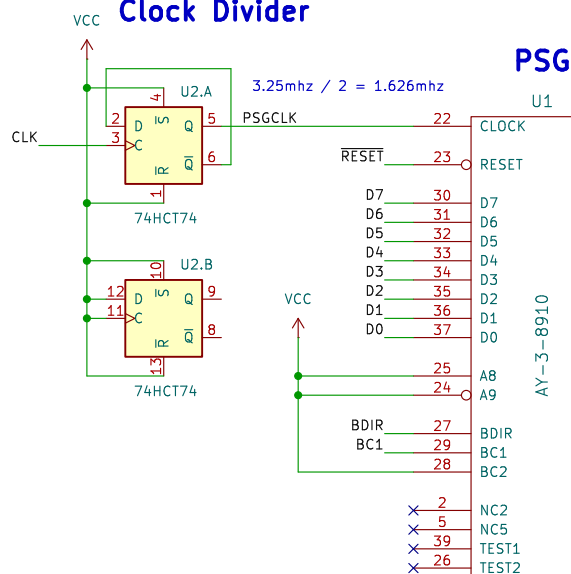 Clock Divider
VCC
PSG
U2.A
3.25mhz / 2 = 1.626mhz
U1
4
2 D S Q 5
PSGCLK
22 CLOCK
CLK
3 C
Q 6
RESET
23 RESET
R
1
74HCT74
D7 30 D7
D6 31 D6
D5 32 D5
D4 33 D4
D3 34 D3
D2 35 D2
D1 36 D1
D0 37 D0
U2.B
10
12 D S Q 9
11 C
Q 8
R
13
74HCT74
VCC
AY-3-8910
25 A8
24 A9
BDIR 27 BDIR
BC1 29 BC1
28 BC2
2 NC2
5 NC5
39 TEST1
26 TEST2